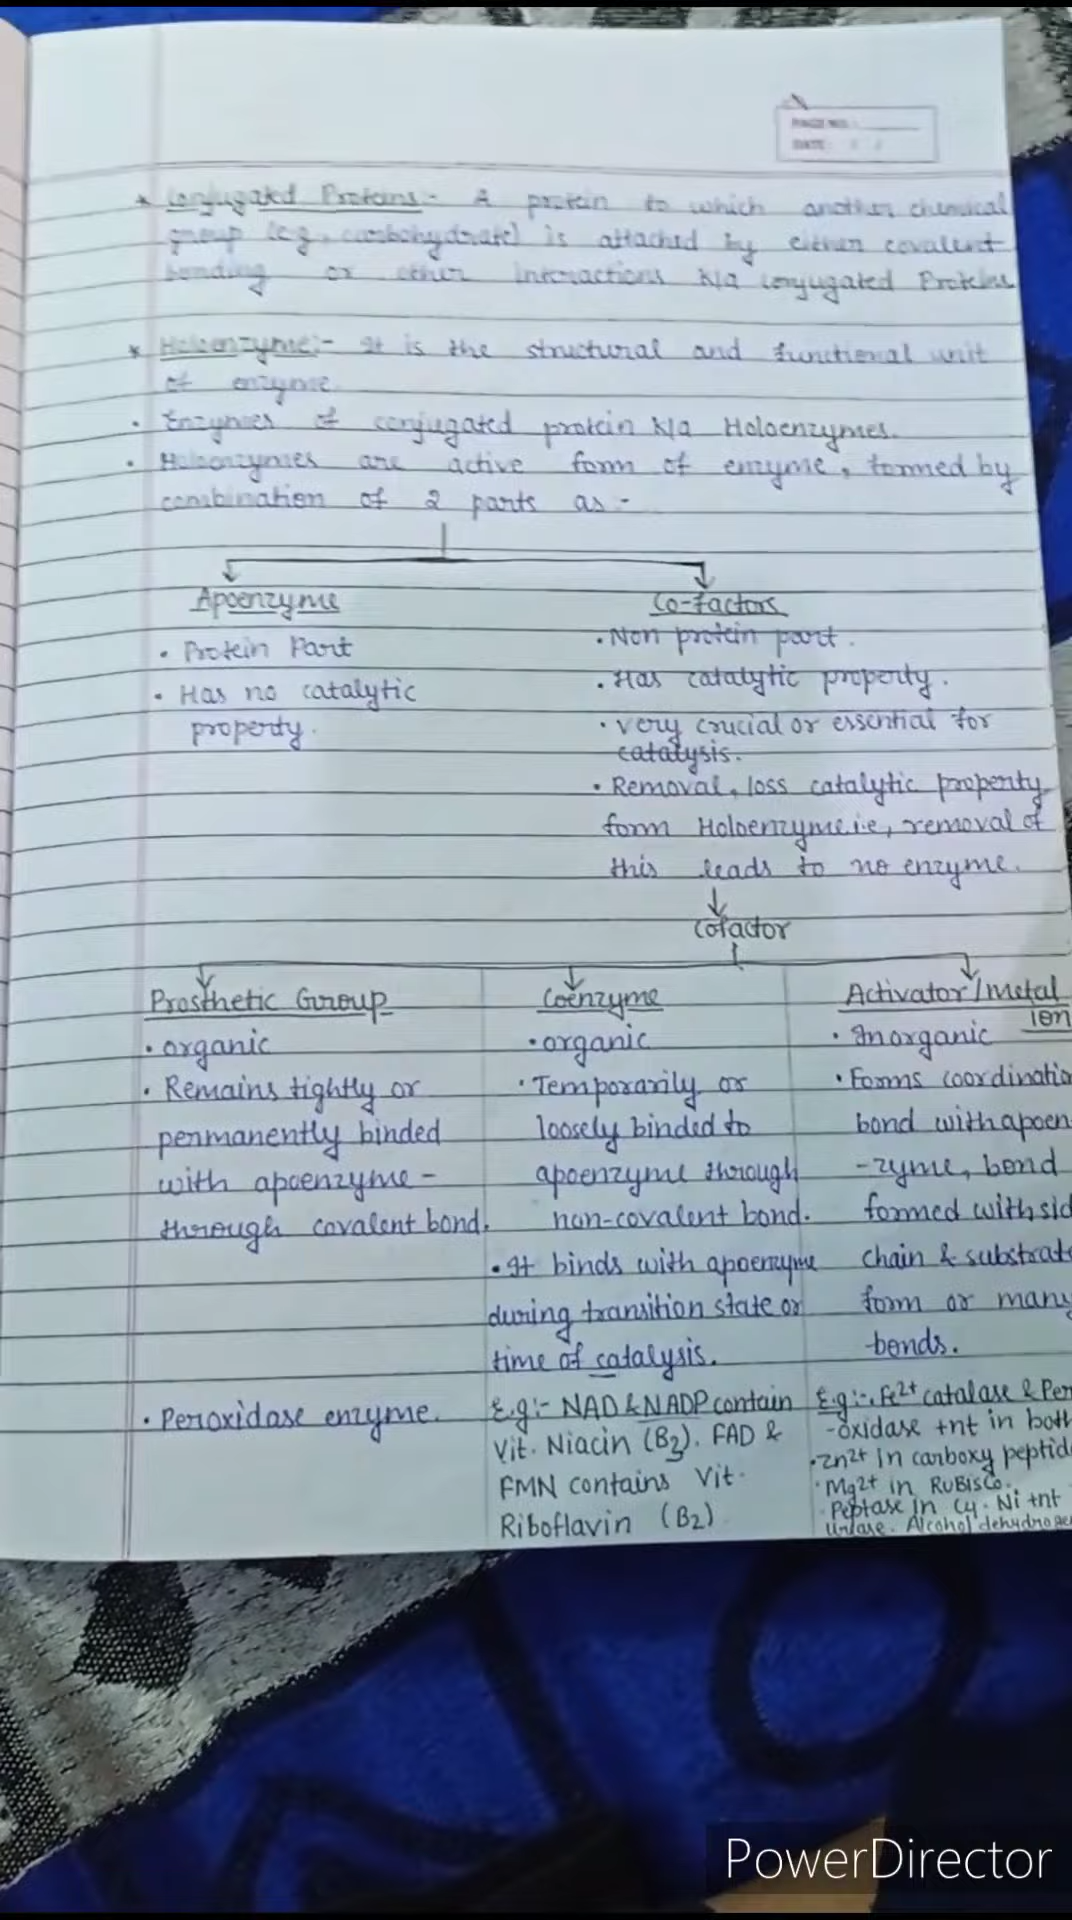 PAGE NO.:
DATE: / /
* Conjugated Proteins:- A protein to which another chemical
group (eg, carbohydrate) is attached by either covalent
bonding or other interactions k/a conjugated Proteins
* Holoenzyme:- It is the structural and functional unit
of enzyme.
• Enzymes of conjugated protein k/a Holoenzymes.
• Holoenzymes are active form of enzyme, formed by
combination of 2 parts as :-
Apoenzyme
• Protein Part
• Has no catalytic
property.
Co-factors
• Non protein part.
• Has catalytic property.
• very crucial or essential for
catalysis.
• Removal, loss catalytic property
form Holoenzyme i.e, removal of
this leads to no enzyme.
Cofactor
Prosthetic Group
• organic
• Remains tightly or
permanently binded
with apoenzyme -
through covalent bond.
• Peroxidase enzyme.
Coenzyme
• organic
• Temporarily or
loosely binded to
apoenzyme through
non-covalent bond.
• It binds with apoenzyme
during transition state or
time of catalysis.
E.g:- NAD & NADP contain
Vit. Niacin (B3). FAD &
FMN contains Vit.
Riboflavin (B2)
Activator/Metal
ion
• Inorganic
• Forms coordinatio
bond with apoen
-zyme, bond
formed with sid
chain & substrate
form or many
bonds.
E.g:-. Fe2+ catalase & Per
-oxidase +nt in both
• Zn2+ in carboxy peptid
• Mg2+ in RuBisCo.
Ni +nt
Alcohol dehydroge
PowerDirector